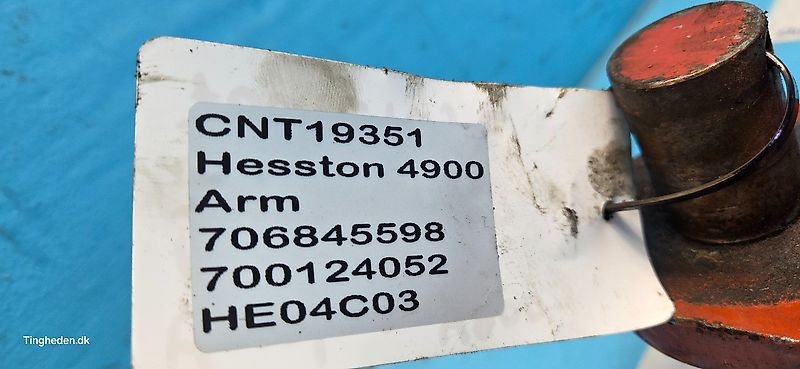 CNT19351
Hesston 4900
Arm
706845598
700124052
HE04C03
Tingheden.dk